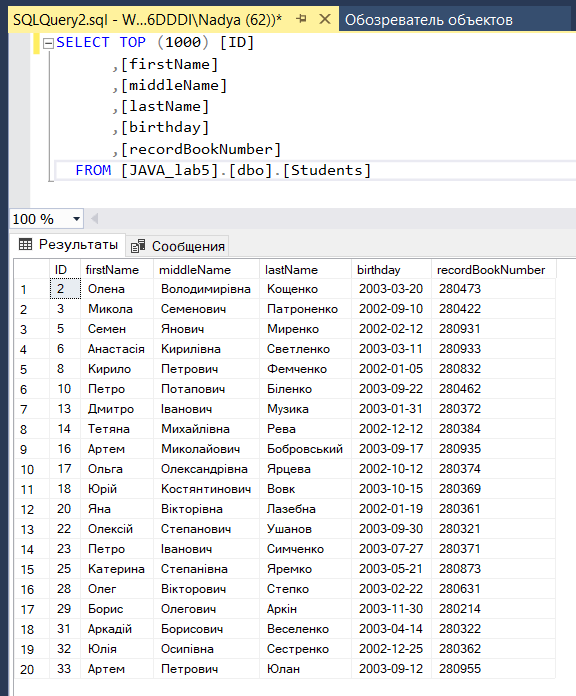 SQLQuery2.sql - W...6DDDI\Nadya (62))* Обозреватель объектов
SELECT TOP (1000) [ID]
,[firstName]
,[middleName]
,[lastName]
,[birthday]
,[recordBookNumber]
FROM [JAVA_lab5].[dbo].[Students]
100 %
Результаты Сообщения
ID firstName middleName lastName birthday recordBookNumber
1 2 Олена Володимирівна Кощенко 2003-03-20 280473
2 3 Микола Семенович Патроненко 2002-09-10 280422
3 5 Семен Янович Миренко 2002-02-12 280931
4 6 Анастасія Кирилівна Светленко 2003-03-11 280933
5 8 Кирило Петрович Фемченко 2002-01-05 280832
6 10 Петро Потапович Біленко 2003-09-22 280462
7 13 Дмитро Іванович Музика 2003-01-31 280372
8 14 Тетяна Михайлівна Рева 2002-12-12 280384
9 16 Артем Миколайович Бобровський 2003-09-17 280935
10 17 Ольга Олександрівна Ярцева 2002-10-12 280374
11 18 Юрій Костянтинович Вовк 2003-10-15 280369
12 20 Яна Вікторівна Лазебна 2002-01-19 280361
13 22 Олексій Степанович Ушанов 2003-09-30 280321
14 23 Петро Іванович Симченко 2003-07-27 280371
15 25 Катерина Степанівна Яремко 2003-05-21 280873
16 28 Олег Вікторович Степко 2003-02-22 280631
17 29 Борис Олегович Аркін 2003-11-30 280214
18 31 Аркадій Борисович Веселенко 2003-04-14 280322
19 32 Юлія Осипівна Сестренко 2002-12-25 280362
20 33 Артем Петрович Юлан 2003-09-12 280955